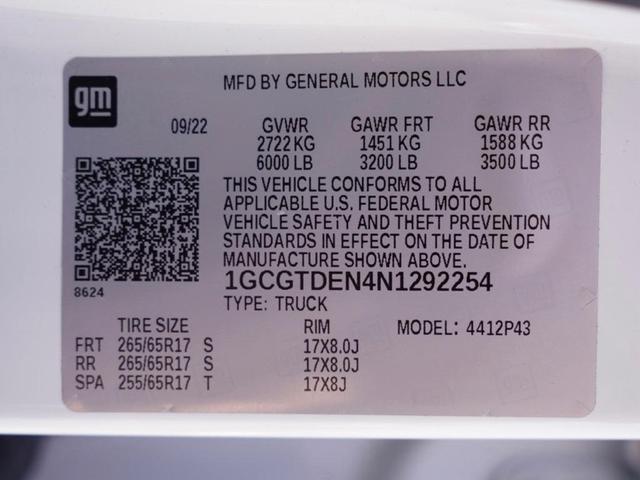 gm
MFD BY GENERAL MOTORS LLC
09/22 GVWR GAWR FRT GAWR RR
2722 KG 1451 KG 1588 KG
6000 LB 3200 LB 3500 LB
THIS VEHICLE CONFORMS TO ALL
APPLICABLE U.S. FEDERAL MOTOR
VEHICLE SAFETY AND THEFT PREVENTION
STANDARDS IN EFFECT ON THE DATE OF
MANUFACTURE SHOWN ABOVE.
8624
1GCGTDEN4N1292254
TYPE: TRUCK
TIRE SIZE RIM MODEL: 4412P43
FRT 265/65R17 S 17X8.0J
RR 265/65R17 S 17X8.0J
SPA 255/65R17 T 17X8J